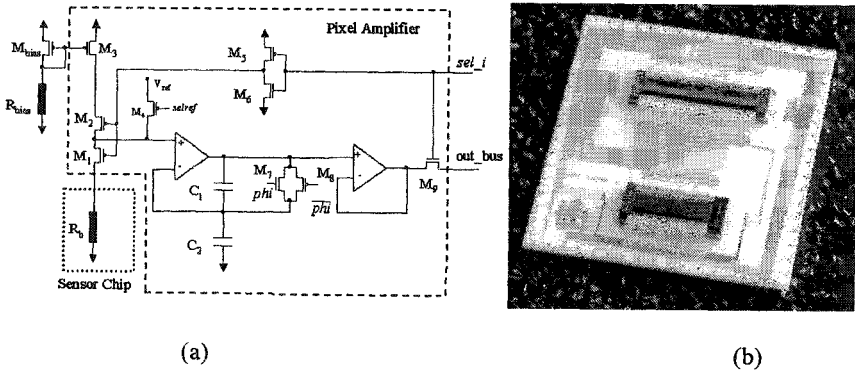 Pixel Amplifier
M_bias
M_3
M_5
sel_i
V_ref
R_bias
M_2
M_4
selref
M_6
M_1
+
-
+
-
out_bus
M_7
M_8
M_9
C_1
phi
phi
R_b
C_2
Sensor Chip
(a)
(b)